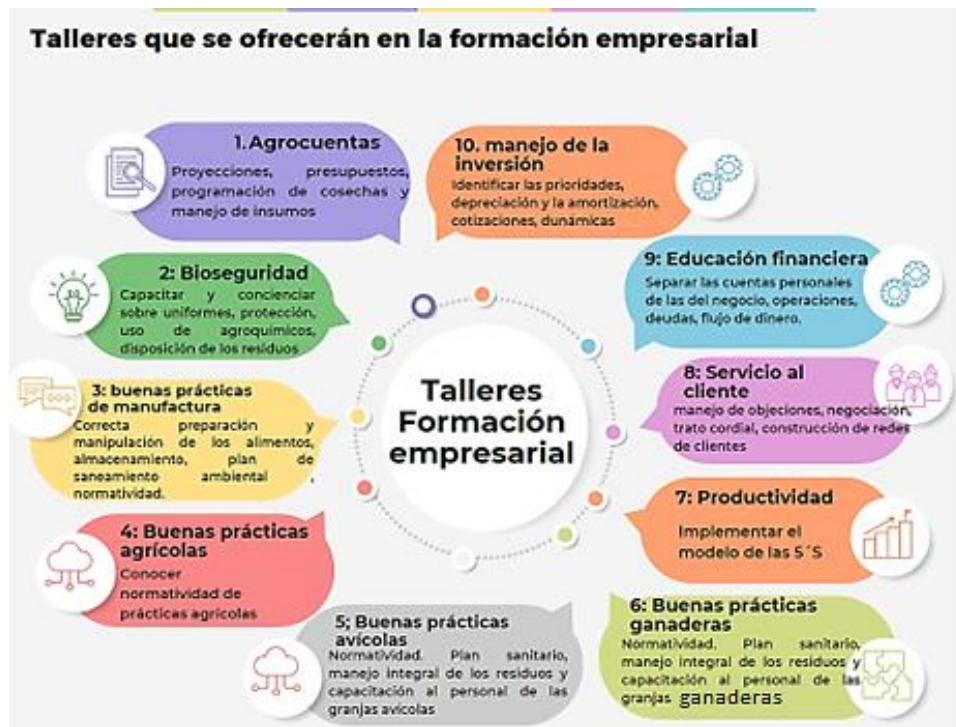 Talleres que se ofrecerán en la formación empresarial
1.Agrocuentas
Proyecciones, presupuestos,
programación de cosechas y
manejo de insumos
2: Bioseguridad
Capacitar y concienciar
sobre uniformes, protección,
uso de agroquímicos,
disposición de los residuos
3: buenas prácticas
de manufactura
Correcta preparación y
manipulación de los alimentos,
almacenamiento, plan de
saneamiento ambiental ,
normatividad.
4: Buenas prácticas
agrícolas
Conocer
normatividad de
prácticas agrícolas
5; Buenas prácticas
avícolas
Normatividad. Plan sanitario,
manejo integral de los residuos y
capacitación al personal de las
granjas avícolas
6: Buenas prácticas
ganaderas
Normatividad. Plan sanitario,
manejo integral de los residuos y
capacitación al personal de las
granjas ganaderas
7: Productividad
Implementar el
modelo de las 5´S
8: Servicio al
cliente
manejo de objeciones, negociación,
trato cordial, construcción de redes
de clientes
9: Educación financiera
Separar las cuentas personales
de las del negocio, operaciones,
deudas, flujo de dinero.
10. manejo de la
inversión
Identificar las prioridades,
depreciación y la amortización,
cotizaciones, dunámicas
Talleres
Formación
empresarial